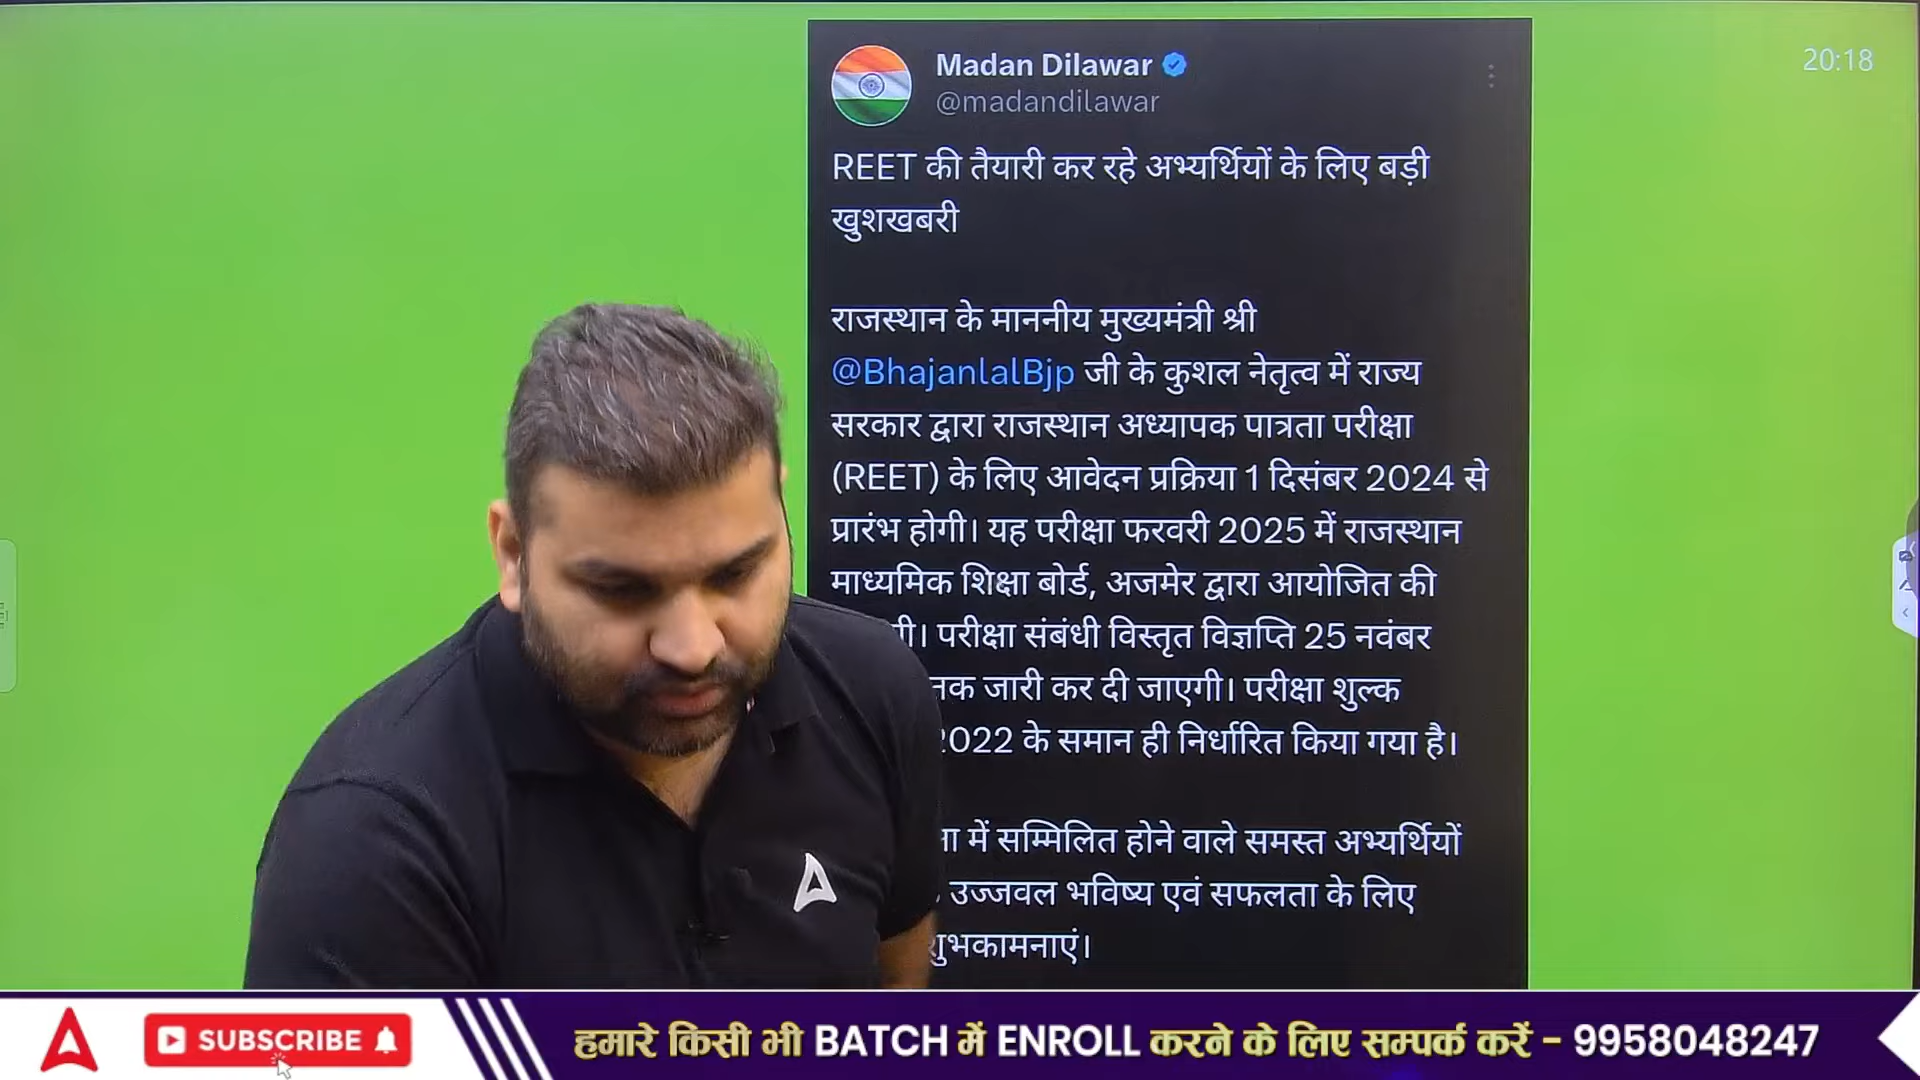 Madan Dilawar
@madandilawar
20:18
REET की तैयारी कर रहे अभ्यर्थियों के लिए बड़ी
खुशखबरी
राजस्थान के माननीय मुख्यमंत्री श्री
@BhajanlalBjp जी के कुशल नेतृत्व में राज्य
सरकार द्वारा राजस्थान अध्यापक पात्रता परीक्षा
(REET) के लिए आवेदन प्रक्रिया 1 दिसंबर 2024 से
प्रारंभ होगी। यह परीक्षा फरवरी 2025 में राजस्थान
माध्यमिक शिक्षा बोर्ड, अजमेर द्वारा आयोजित की
परीक्षा संबंधी विस्तृत विज्ञप्ति 25 नवंबर
जारी कर दी जाएगी। परीक्षा शुल्क
2022 के समान ही निर्धारित किया गया है।
में सम्मिलित होने वाले समस्त अभ्यर्थियों
उज्जवल भविष्य एवं सफलता के लिए
शुभकामनाएं।
SUBSCRIBE
हमारे किसी भी BATCH में ENROLL करने के लिए सम्पर्क करें - 9958048247